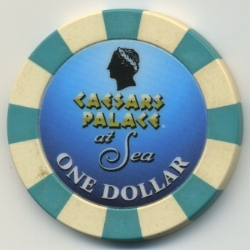 CAESARS
PALACE
at Sea
ONE DOLLAR